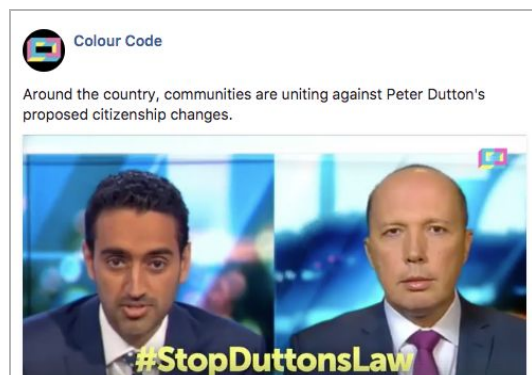 Colour Code
Around the country, communities are uniting against Peter Dutton's
proposed citizenship changes.
#StopDuttonsLaw